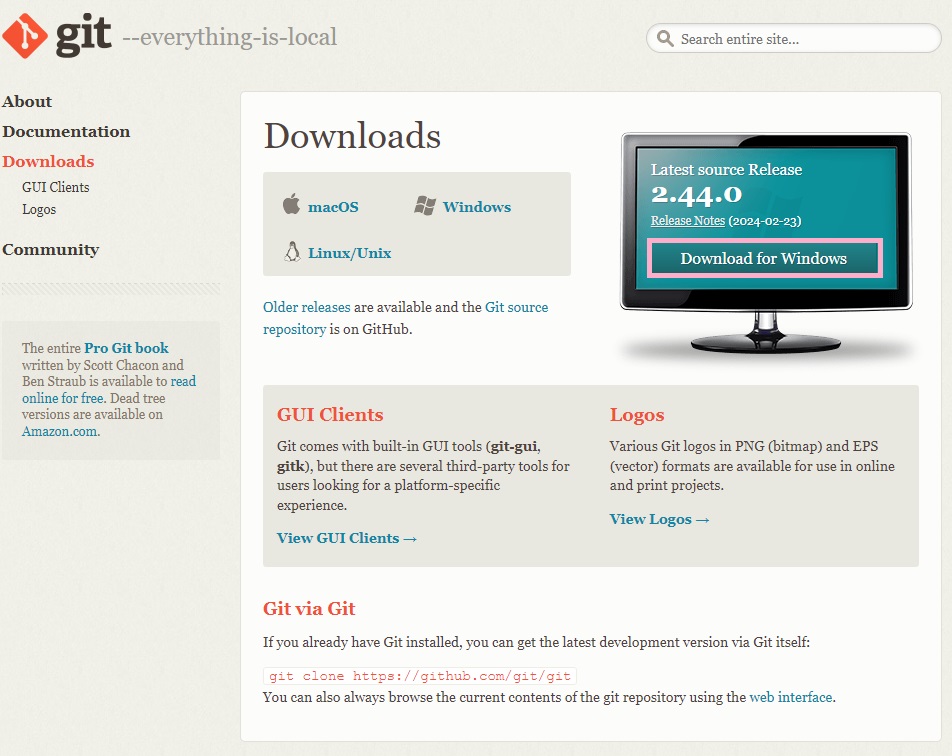 git --everything-is-local
Search entire site...
About
Documentation
Downloads
GUI Clients
Logos
Community
The entire Pro Git book
written by Scott Chacon and
Ben Straub is available to read
online for free. Dead tree
versions are available on
Amazon.com.
Downloads
macOS
Windows
Linux/Unix
Older releases are available and the Git source
repository is on GitHub.
Latest source Release
2.44.0
Release Notes (2024-02-23)
Download for Windows
GUI Clients
Git comes with built-in GUI tools (git-gui,
gitk), but there are several third-party tools for
users looking for a platform-specific
experience.
View GUI Clients →
Logos
Various Git logos in PNG (bitmap) and EPS
(vector) formats are available for use in online
and print projects.
View Logos →
Git via Git
If you already have Git installed, you can get the latest development version via Git itself:
git clone https://github.com/git/git
You can also always browse the current contents of the git repository using the web interface.